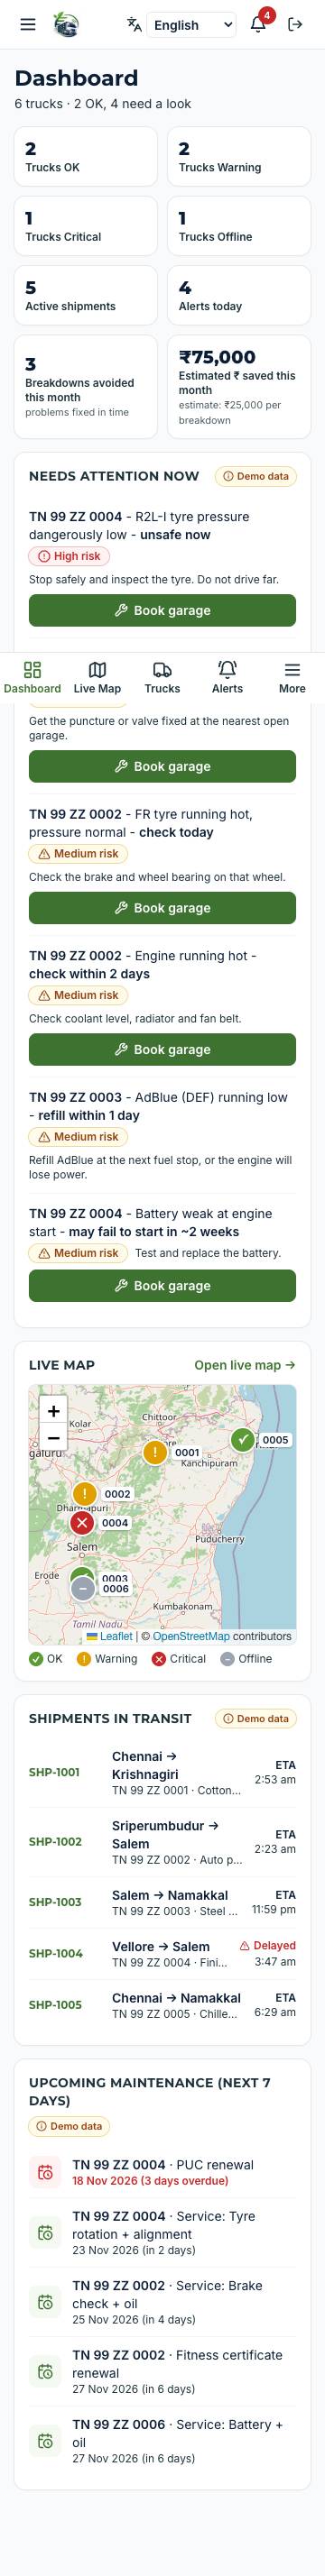 English
4
Dashboard
6 trucks · 2 OK, 4 need a look
2
Trucks OK
2
Trucks Warning
1
Trucks Critical
1
Trucks Offline
5
Active shipments
4
Alerts today
3
Breakdowns avoided
this month
problems fixed in time
₹75,000
Estimated ₹ saved this
month
estimate: ₹25,000 per
breakdown
NEEDS ATTENTION NOW
Demo data
TN 99 ZZ 0004 - R2L-I tyre pressure
dangerously low - unsafe now
High risk
Stop safely and inspect the tyre. Do not drive far.
Book garage
Dashboard
Live Map
Trucks
Alerts
More
Get the puncture or valve fixed at the nearest open
garage.
Book garage
TN 99 ZZ 0002 - FR tyre running hot,
pressure normal - check today
Medium risk
Check the brake and wheel bearing on that wheel.
Book garage
TN 99 ZZ 0002 - Engine running hot -
check within 2 days
Medium risk
Check coolant level, radiator and fan belt.
Book garage
TN 99 ZZ 0003 - AdBlue (DEF) running low
- refill within 1 day
Medium risk
Refill AdBlue at the next fuel stop, or the engine will
lose power.
TN 99 ZZ 0004 - Battery weak at engine
start - may fail to start in ~2 weeks
Medium risk Test and replace the battery.
Book garage
LIVE MAP
Open live map →
+
−
Kolar
Chittoor
galuru
0005
0001
Kanchipuram
0002
0004
Salem
Puducherry
Erode
0003
0006
Kumbakonam
Tamil Nadu
Leaflet | © OpenStreetMap contributors
OK
Warning
Critical
Offline
SHIPMENTS IN TRANSIT
Demo data
SHP-1001
Chennai →
Krishnagiri
TN 99 ZZ 0001 · Cotton...
ETA
2:53 am
SHP-1002
Sriperumbudur →
Salem
TN 99 ZZ 0002 · Auto p...
ETA
2:23 am
SHP-1003
Salem → Namakkal
TN 99 ZZ 0003 · Steel ...
ETA
11:59 pm
SHP-1004
Vellore → Salem
TN 99 ZZ 0004 · Fini...
Delayed
3:47 am
SHP-1005
Chennai → Namakkal
TN 99 ZZ 0005 · Chille...
ETA
6:29 am
UPCOMING MAINTENANCE (NEXT 7
DAYS)
Demo data
TN 99 ZZ 0004 · PUC renewal
18 Nov 2026 (3 days overdue)
TN 99 ZZ 0004 · Service: Tyre
rotation + alignment
23 Nov 2026 (in 2 days)
TN 99 ZZ 0002 · Service: Brake
check + oil
25 Nov 2026 (in 4 days)
TN 99 ZZ 0002 · Fitness certificate
renewal
27 Nov 2026 (in 6 days)
TN 99 ZZ 0006 · Service: Battery +
oil
27 Nov 2026 (in 6 days)